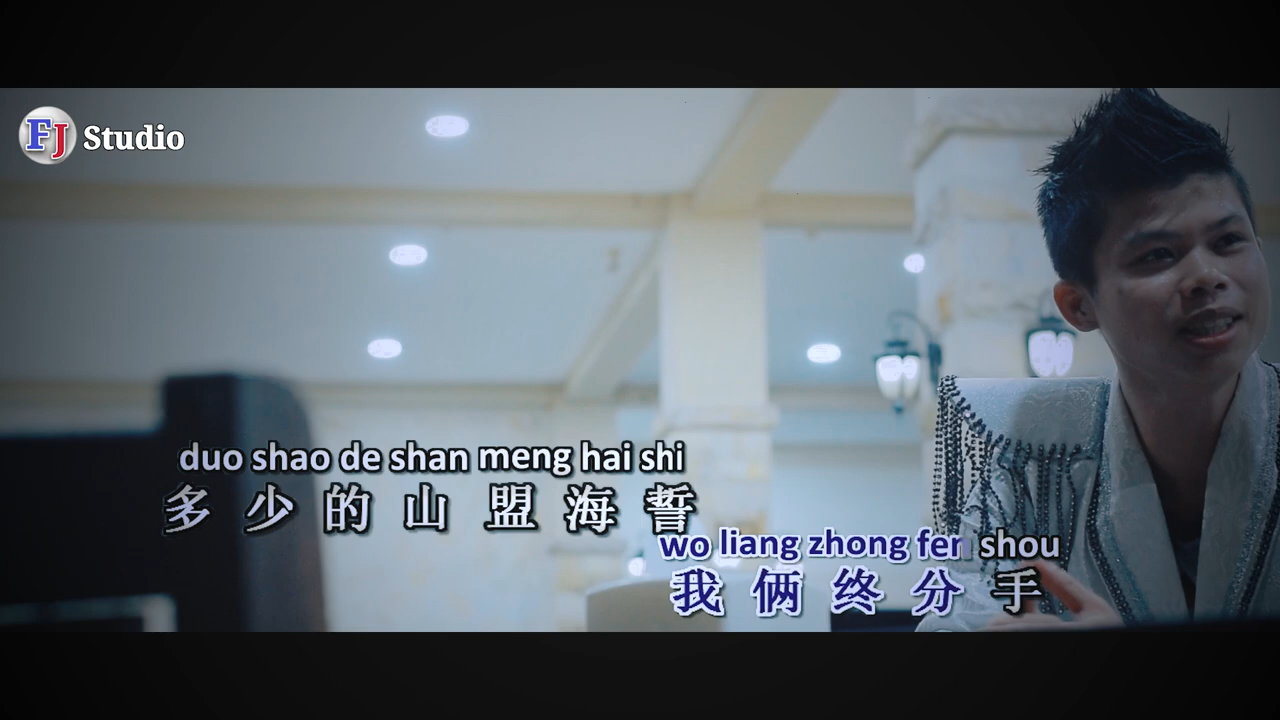 FJ Studio
duo shao de shan meng hai shi
多少的山盟海誓
wo liang zhong fen shou
我俩终分手